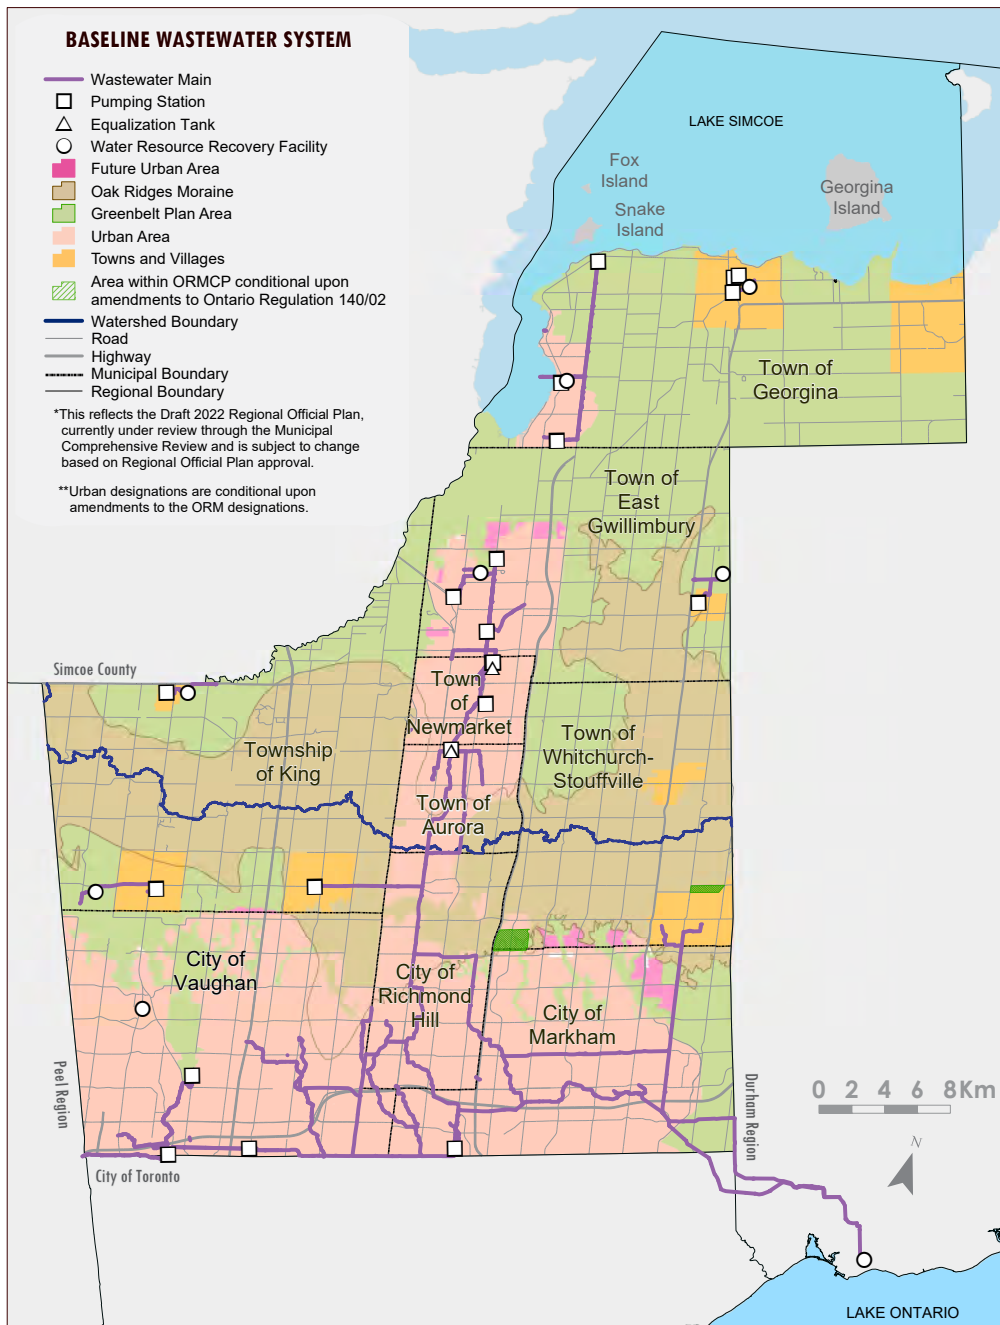 BASELINE WASTEWATER SYSTEM
Wastewater Main
Pumping Station
Equalization Tank
Water Resource Recovery Facility
Future Urban Area
Oak Ridges Moraine
Greenbelt Plan Area
Urban Area
Towns and Villages
Area within ORMCP conditional upon
amendments to Ontario Regulation 140/02
Watershed Boundary
Road
Highway
Municipal Boundary
Regional Boundary
*This reflects the Draft 2022 Regional Official Plan,
currently under review through the Municipal
Comprehensive Review and is subject to change
based on Regional Official Plan approval.
**Urban designations are conditional upon
amendments to the ORM designations.
LAKE SIMCOE
Fox
Island
Snake
Island
Georgina
Island
Town of
Georgina
Town of
East
Gwillimbury
Simcoe County
Town
of
Newmarket
Township
of King
Town of
Whitchurch-
Stouffville
Town of
Aurora
City of
Vaughan
City of
Richmond
Hill
City of
Markham
Peel Region
Durham Region
0 2 4 6 8Km
N
City of Toronto
LAKE ONTARIO